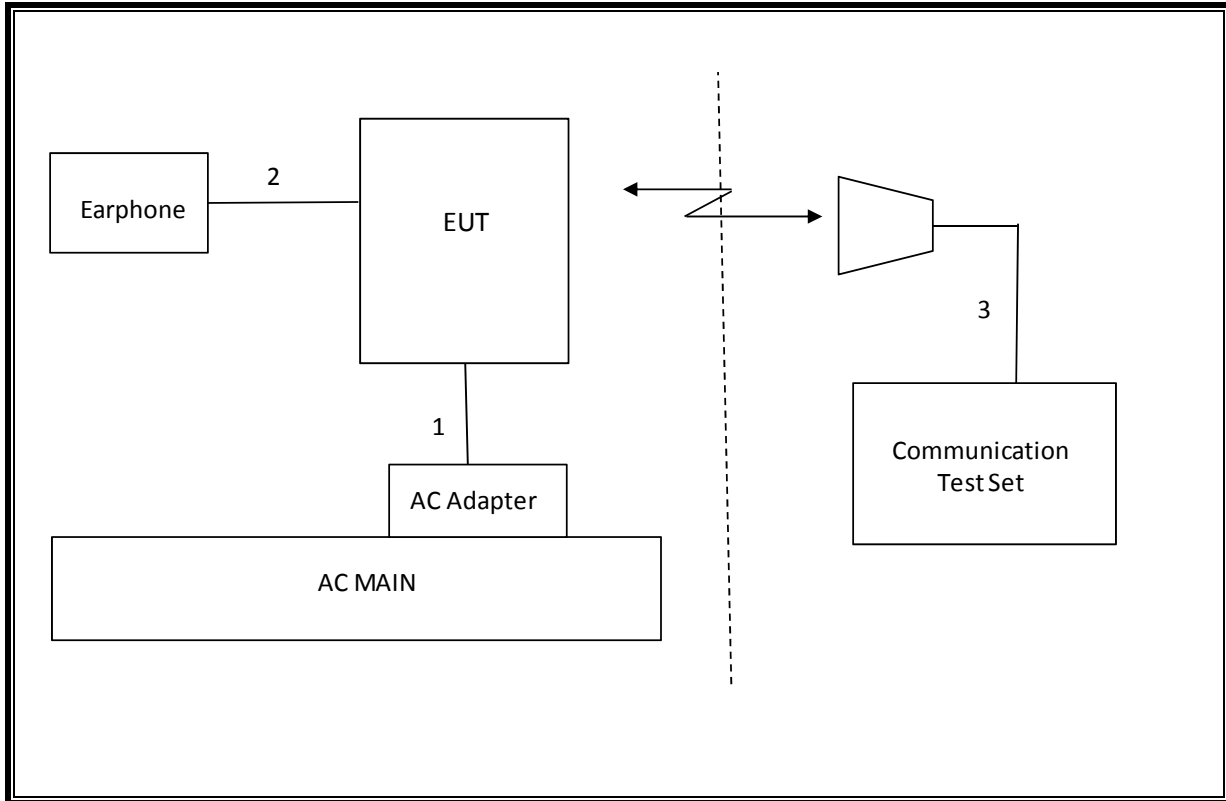 Earphone
2
EUT
1
AC Adapter
AC MAIN
3
Communication
Test Set